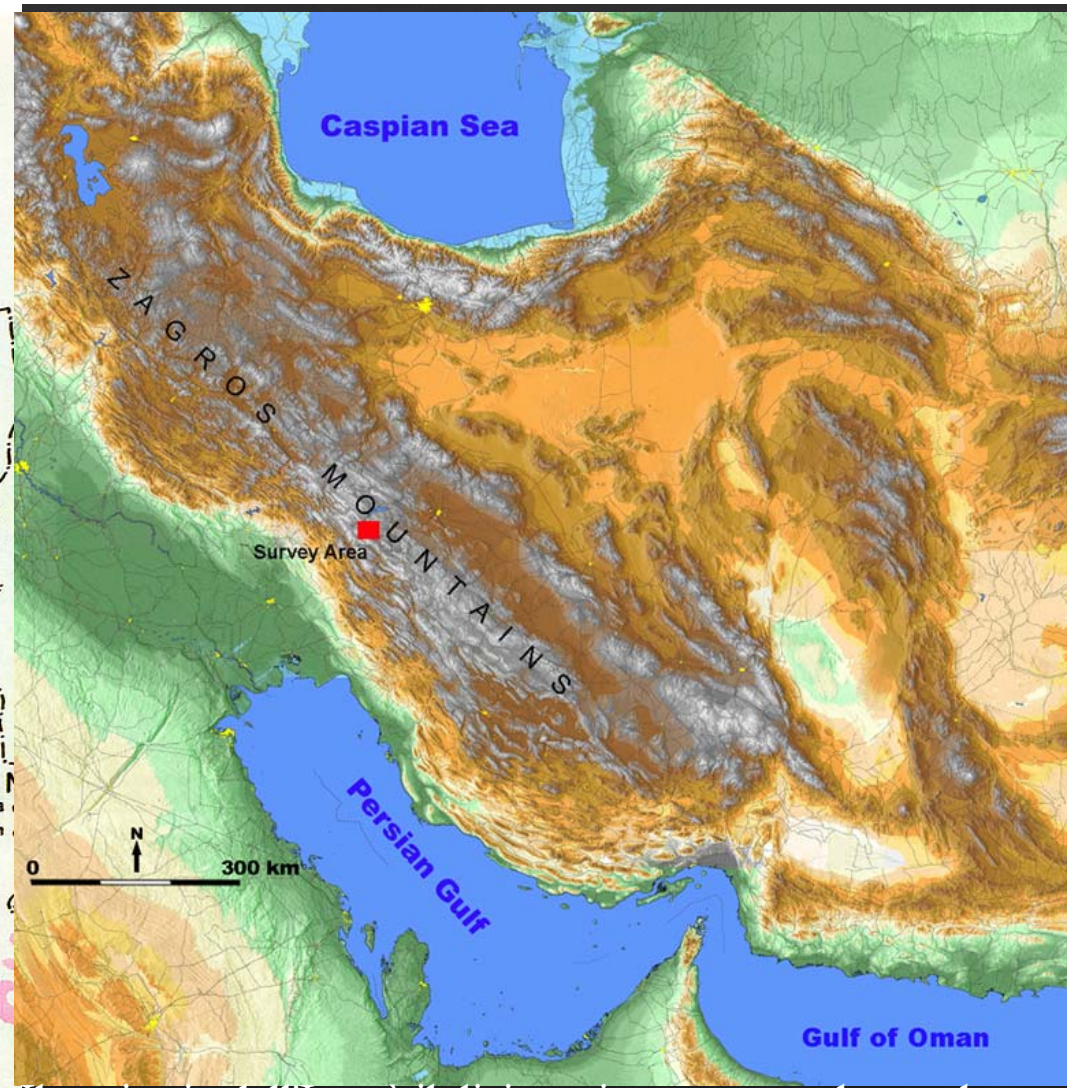 Caspian Sea
ZAGROS MOUNTAINS
Survey Area
Persian Gulf
N
0 300 km
Gulf of Oman